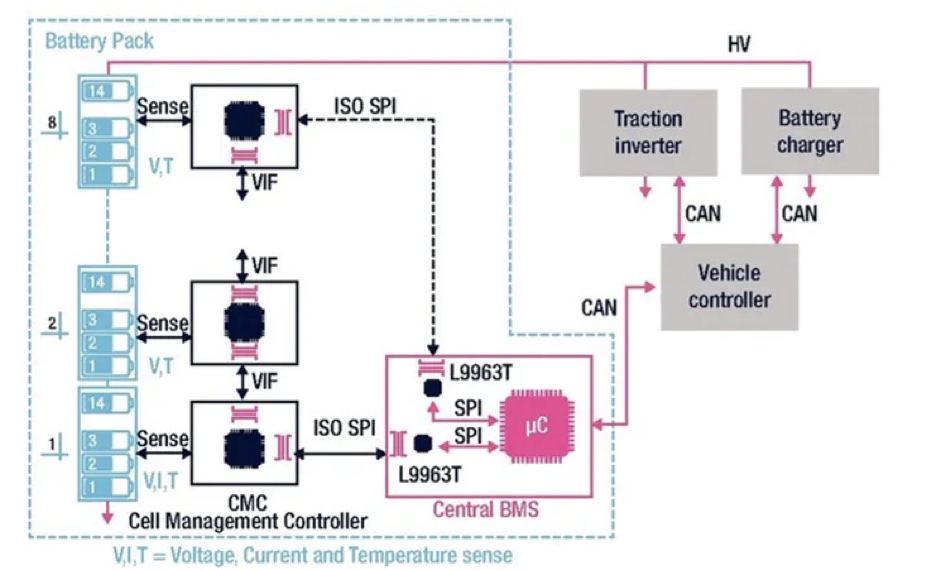 Battery Pack
HV
14
3
2
1
8
Sense
V,T
VIF
ISO SPI
Traction
inverter
Battery
charger
CAN
CAN
Vehicle
controller
CAN
14
3
2
1
2
Sense
V,T
VIF
VIF
14
3
2
1
1
Sense
V,I,T
ISO SPI
L9963T
SPI
SPI
µC
L9963T
Central BMS
CMC
Cell Management Controller
V,I,T = Voltage, Current and Temperature sense